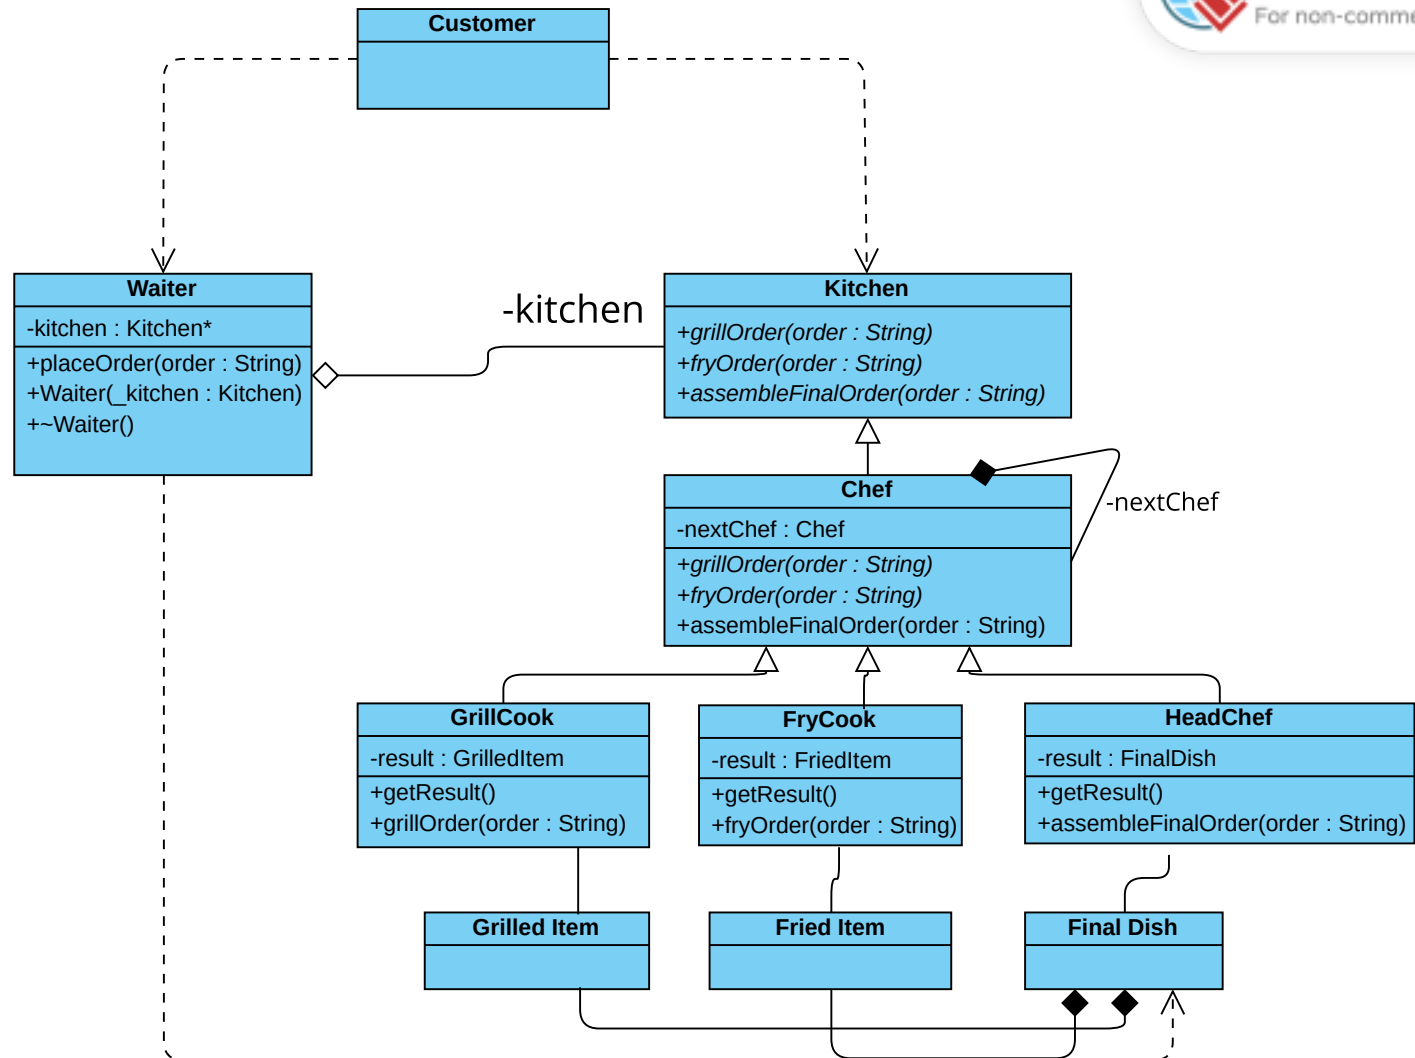 Customer
For non-comme
Waiter
-kitchen : Kitchen*
+placeOrder(order : String)
+Waiter(_kitchen : Kitchen)
+~Waiter()
-kitchen
Kitchen
+grillOrder(order : String)
+fryOrder(order : String)
+assembleFinalOrder(order : String)
Chef
-nextChef : Chef
+grillOrder(order : String)
+fryOrder(order : String)
+assembleFinalOrder(order : String)
-nextChef
GrillCook
-result : GrilledItem
+getResult()
+grillOrder(order : String)
FryCook
-result : FriedItem
+getResult()
+fryOrder(order : String)
HeadChef
-result : FinalDish
+getResult()
+assembleFinalOrder(order : String)
Grilled Item
Fried Item
Final Dish